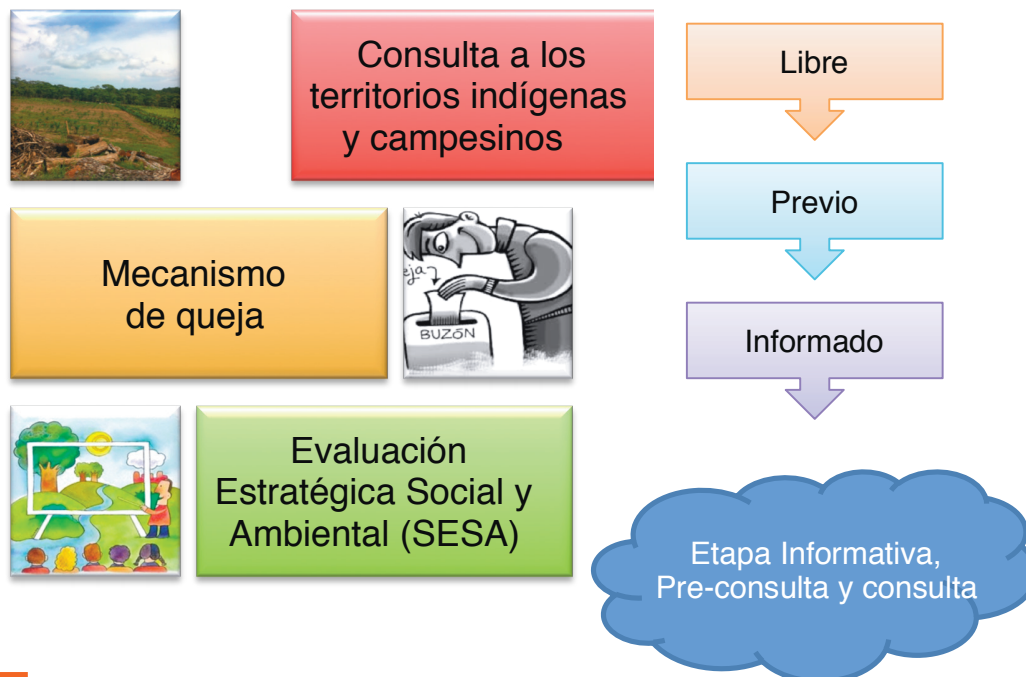 Consulta a los
territorios indígenas
y campesinos
Mecanismo
de queja
eja
BUZÓN
Evaluación
Estratégica Social y
Ambiental (SESA)
Libre
Previo
Informado
Etapa Informativa,
Pre-consulta y consulta